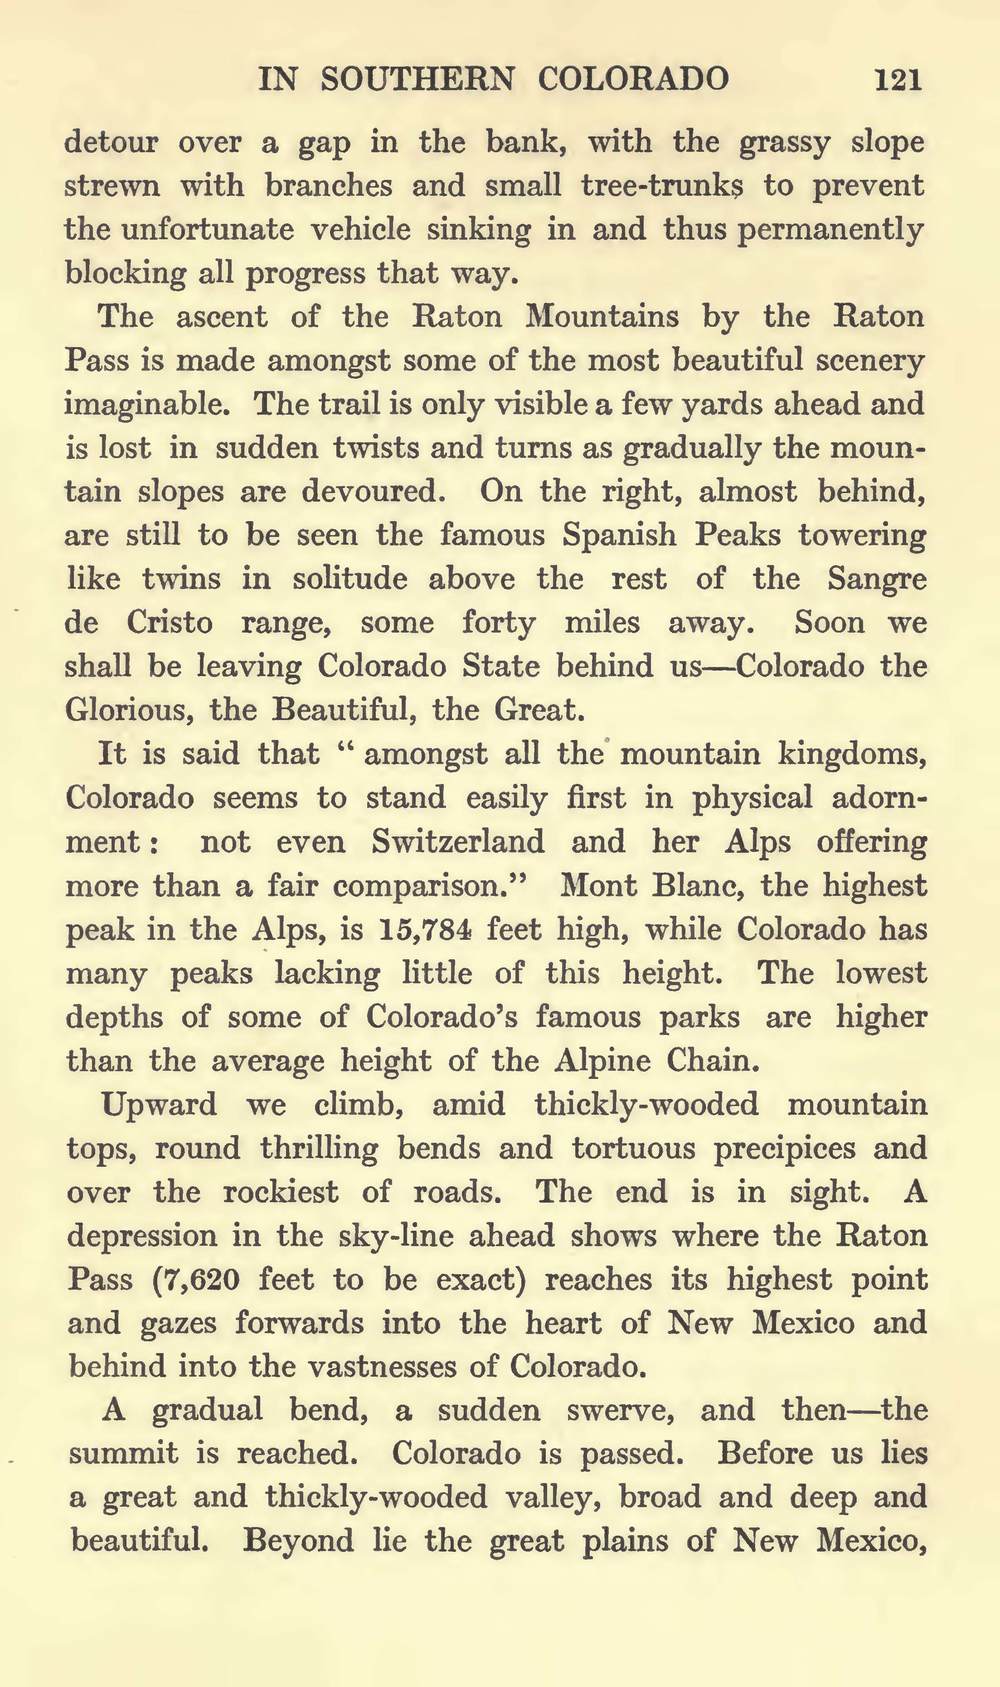 IN SOUTHERN COLORADO 121
detour over a gap in the bank, with the grassy slope
strewn with branches and small tree-trunks to prevent
the unfortunate vehicle sinking in and thus permanently
blocking all progress that way.
The ascent of the Raton Mountains by the Raton
Pass is made amongst some of the most beautiful scenery
imaginable. The trail is only visible a few yards ahead and
is lost in sudden twists and turns as gradually the moun-
tain slopes are devoured. On the right, almost behind,
are still to be seen the famous Spanish Peaks towering
like twins in solitude above the rest of the Sangre
de Cristo range, some forty miles away. Soon we
shall be leaving Colorado State behind us—Colorado the
Glorious, the Beautiful, the Great.
It is said that “ amongst all the mountain kingdoms,
Colorado seems to stand easily first in physical adorn-
ment : not even Switzerland and her Alps offering
more than a fair comparison.” Mont Blanc, the highest
peak in the Alps, is 15,784 feet high, while Colorado has
many peaks lacking little of this height. The lowest
depths of some of Colorado’s famous parks are higher
than the average height of the Alpine Chain.
Upward we climb, amid thickly-wooded mountain
tops, round thrilling bends and tortuous precipices and
over the rockiest of roads. The end is in sight. A
depression in the sky-line ahead shows where the Raton
Pass (7,620 feet to be exact) reaches its highest point
and gazes forwards into the heart of New Mexico and
behind into the vastnesses of Colorado.
A gradual bend, a sudden swerve, and then—the
summit is reached. Colorado is passed. Before us lies
a great and thickly-wooded valley, broad and deep and
beautiful. Beyond lie the great plains of New Mexico,